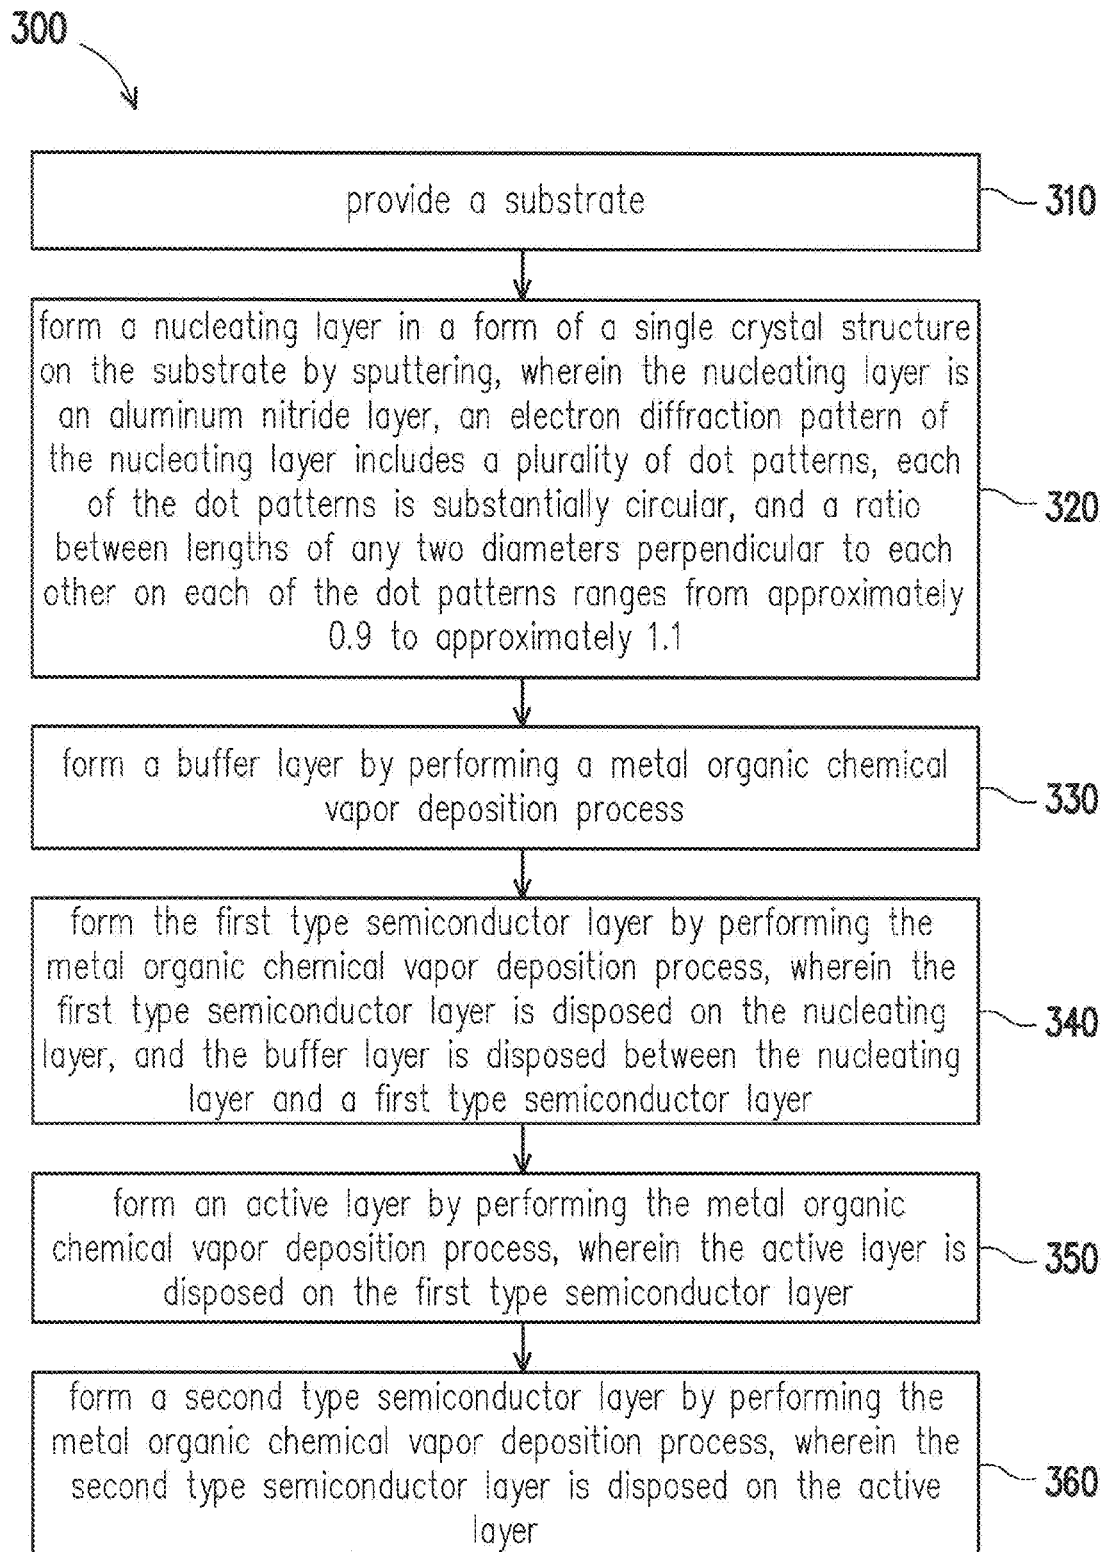 300
provide a substrate
310
form a nucleating layer in a form of a single crystal structure
on the substrate by sputtering, wherein the nucleating layer is
an aluminum nitride layer, an electron diffraction pattern of
the nucleating layer includes a plurality of dot patterns, each
of the dot patterns is substantially circular, and a ratio
between lengths of any two diameters perpendicular to each
other on each of the dot patterns ranges from approximately
0.9 to approximately 1.1
320
form a buffer layer by performing a metal organic chemical
vapor deposition process
330
form the first type semiconductor layer by performing the
metal organic chemical vapor deposition process, wherein the
first type semiconductor layer is disposed on the nucleating
layer, and the buffer layer is disposed between the nucleating
layer and a first type semiconductor layer
340
form an active layer by performing the metal organic
chemical vapor deposition process, wherein the active layer is
disposed on the first type semiconductor layer
350
form a second type semiconductor layer by performing the
metal organic chemical vapor deposition process, wherein the
second type semiconductor layer is disposed on the active
layer
360